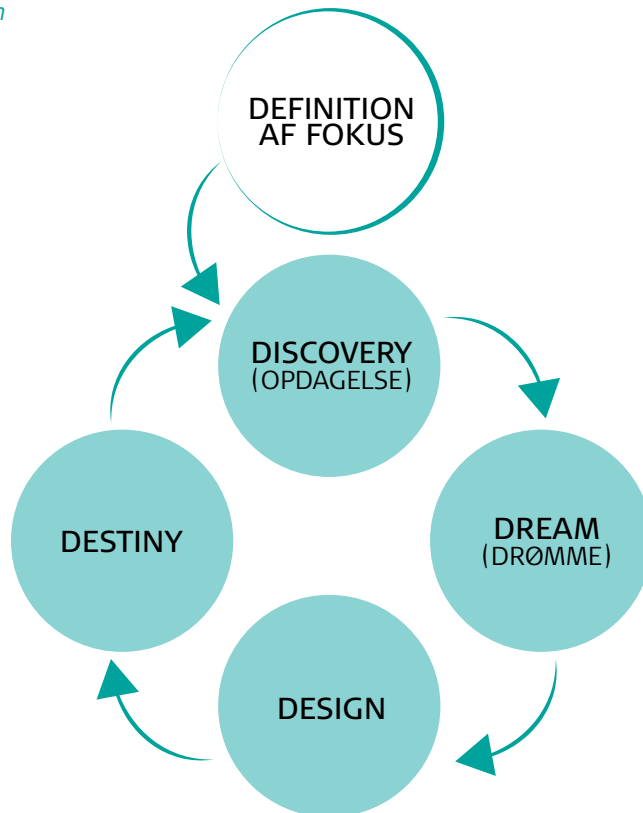 DEFINITION
AF FOKUS
DISCOVERY
(OPDAGELSE)
DREAM
(DRØMME)
DESIGN
DESTINY